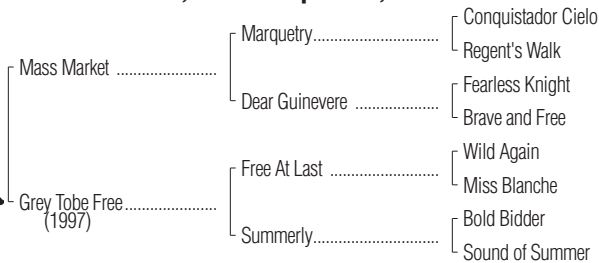 Conquistador Cielo
Marquetry
Regent's Walk
Mass Market
Fearless Knight
Dear Guinevere
Brave and Free
Wild Again
Free At Last
Miss Blanche
Grey Tobe Free
(1997)
Bold Bidder
Summerly
Sound of Summer